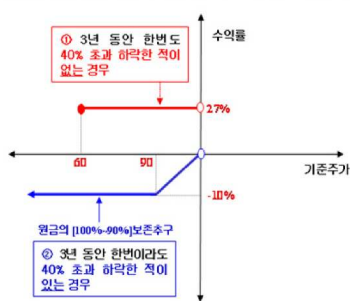 수익률
① 3년 동안 한번도
40% 초과 하락한 적이
없는 경우
27%
60
90
기준주가
-10%
원금의 [100%~90%]보존추구
② 3년 동안 한번이라도
40% 초과 하락한 적이
있는 경우